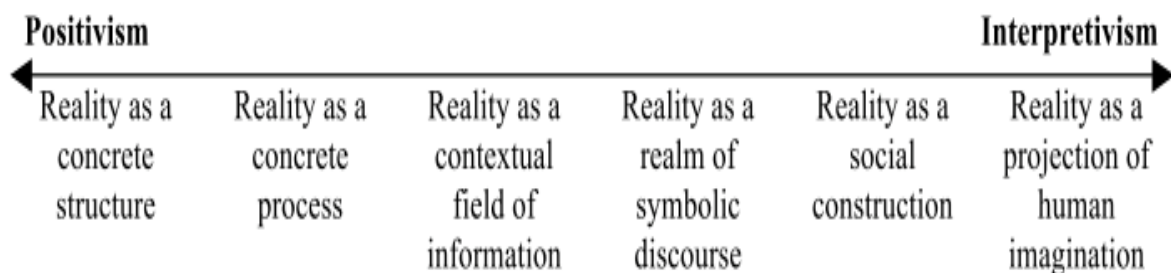 Positivism
Interpretivism
Reality as a
concrete
structure
Reality as a
concrete
process
Reality as a
contextual
field of
information
Reality as a
realm of
symbolic
discourse
Reality as a
social
construction
Reality as a
projection of
human
imagination